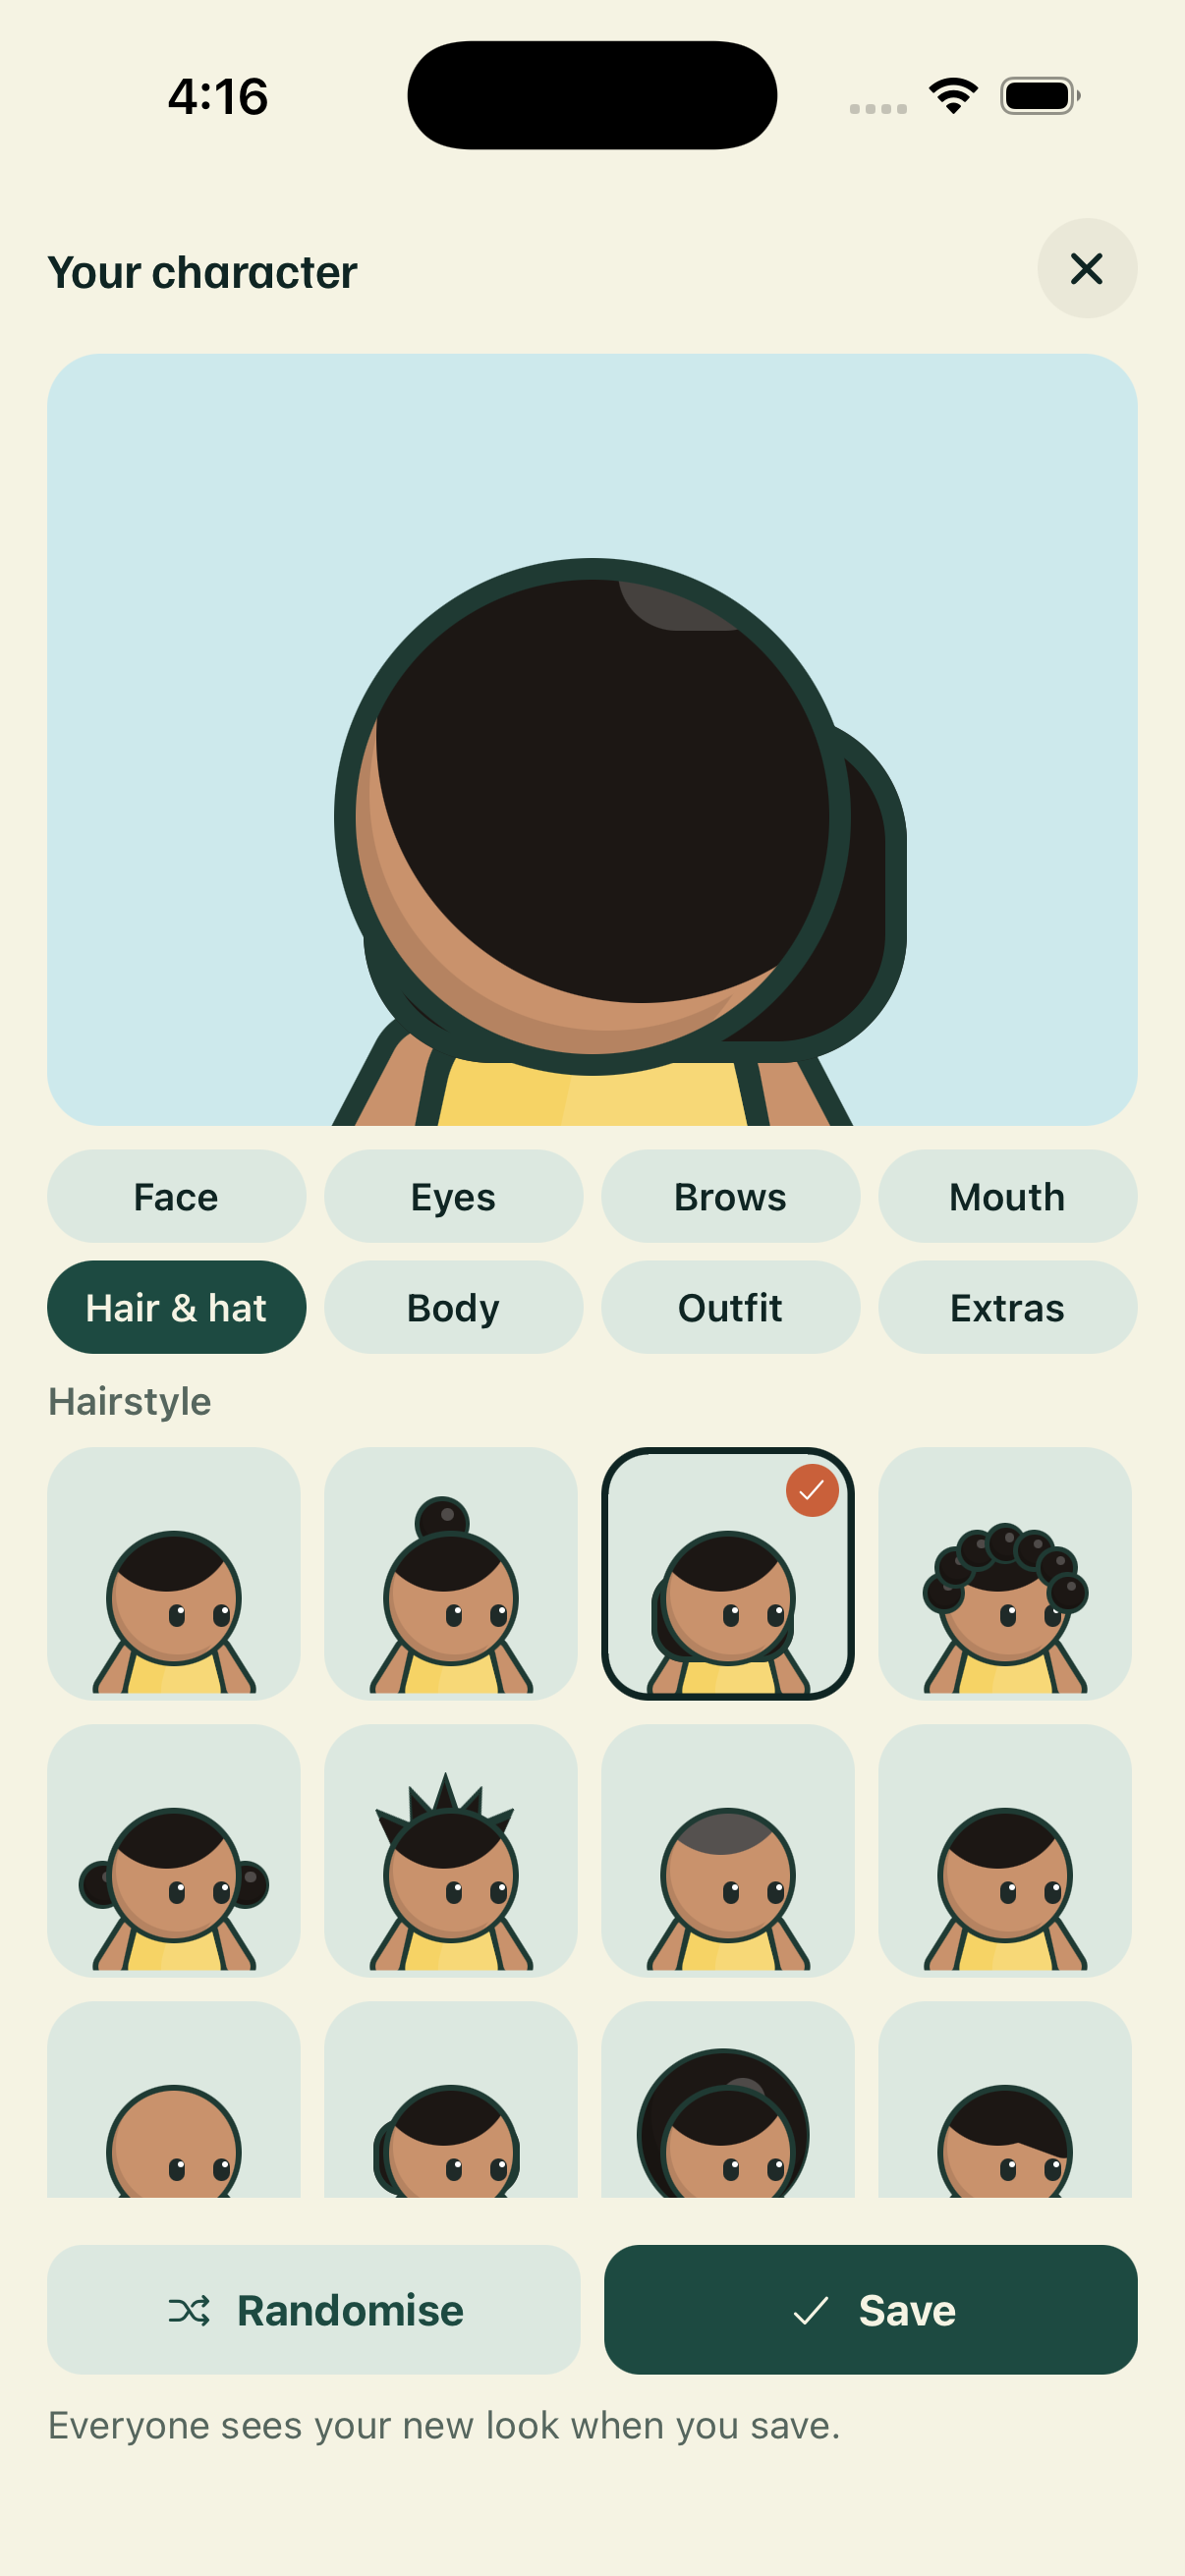 4:16
Your character
Face
Eyes
Brows
Mouth
Hair & hat
Body
Outfit
Extras
Hairstyle
Randomise
Save
Everyone sees your new look when you save.